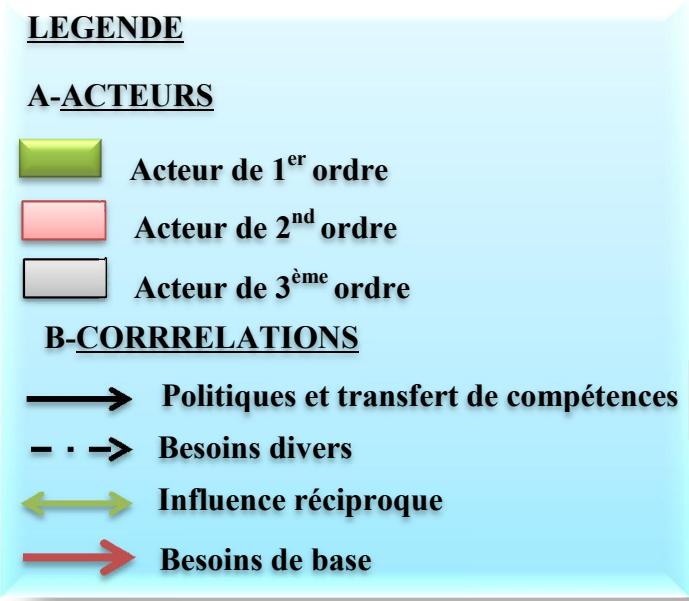 LEGENDE
A-ACTEURS
Acteur de 1er ordre
Acteur de 2nd ordre
Acteur de 3ème ordre
B-CORRRELATIONS
Politiques et transfert de compétences
Besoins divers
Influence réciproque
Besoins de base